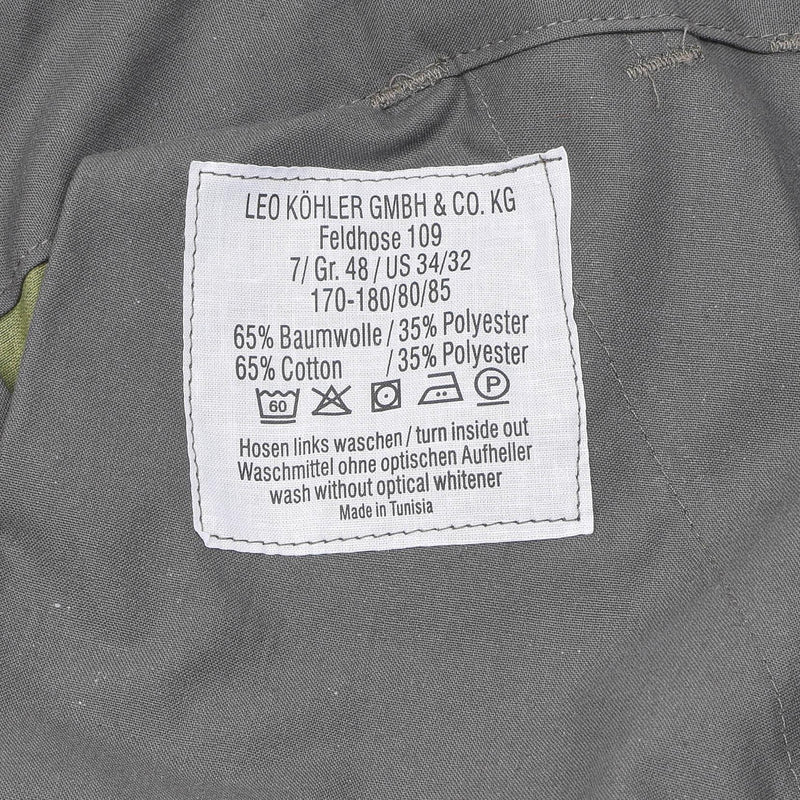 LEO KÖHLER GMBH & CO. KG
Feldhose 109
7/ Gr. 48 / US 34/32
170-180/80/85
65% Baumwolle / 35% Polyester
65% Cotton / 35% Polyester
60 P
Hosen links waschen / turn inside out
Waschmittel ohne optischen Aufheller
wash without optical whitener
Made in Tunisia